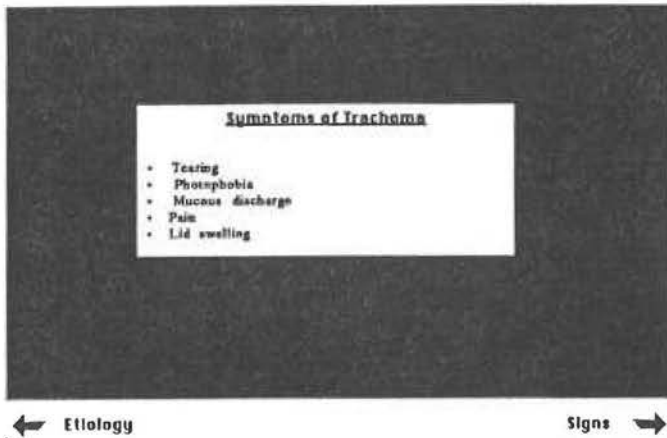 Symptoms of Trachoma
• Tearing
• Photophobia
• Mucous discharge
• Pain
• Lid swelling
Etiology
Signs